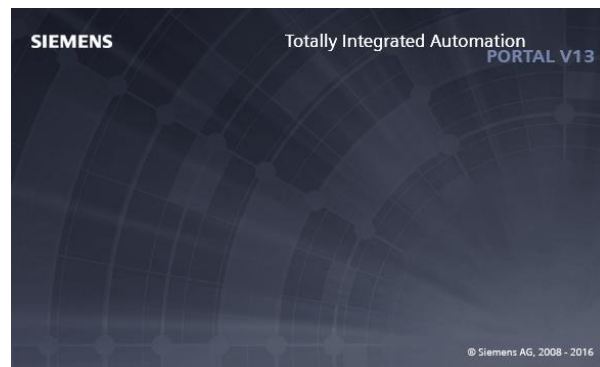 SIEMENS
Totally Integrated Automation
PORTAL V13
© Siemens AG, 2008 - 2016